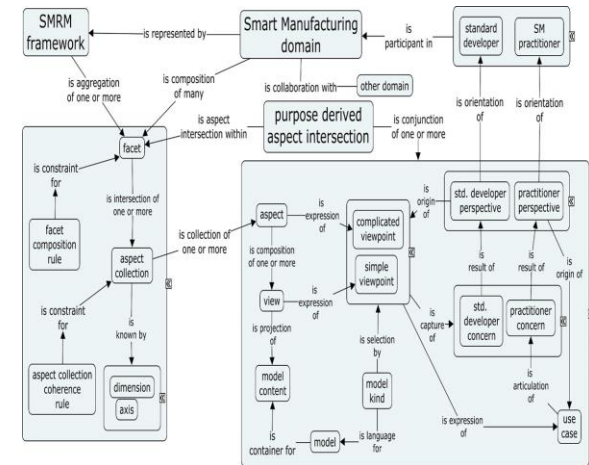 SMRM
framework
is represented by
Smart Manufacturing
domain
is
participant in
standard
developer
SM
practitioner
is aggregation
of one or more
is composition
of many
is collaboration with
other domain
is orientation
of
is orientation
of
is aspect
intersection within
purpose derived
aspect intersection
is conjunction
of one or more
facet
is constraint
for
is intersection of
one or more
facet
composition
rule
aspect
collection
is collection of
one or more
is constraint
for
is
known by
aspect collection
coherence
rule
dimension
axis
aspect
is
expression
of
complicated
viewpoint
is
origin
of
std. developer
perspective
practitioner
perspective
is composition
of one or more
simple
viewpoint
view
is
expression
of
is
result of
is
result of
is
origin of
is projection
of
is
capture
of
std.
developer
concern
practitioner
concern
is selection
by
model
content
model
kind
is
articulation
of
is
container for
model
is language
for
is expression
of
use
case